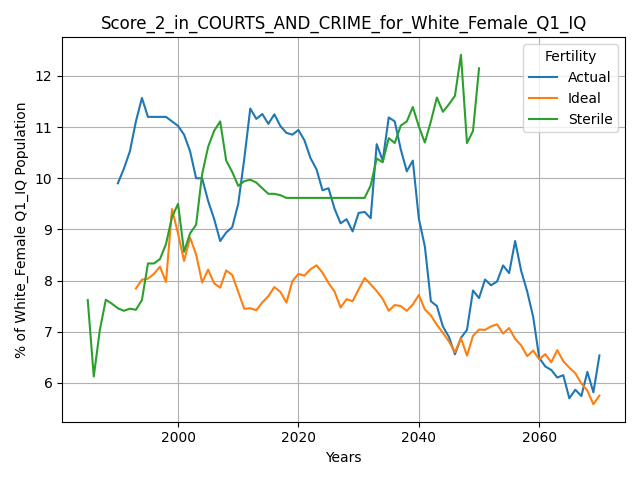 Score_2_in_COURTS_AND_CRIME_for_White_Female_Q1_IQ
% of White_Female Q1_IQ Population
12
11
10
9
8
7
6
Fertility
Actual
Ideal
Sterile
2000
2020
2040
2060
Years